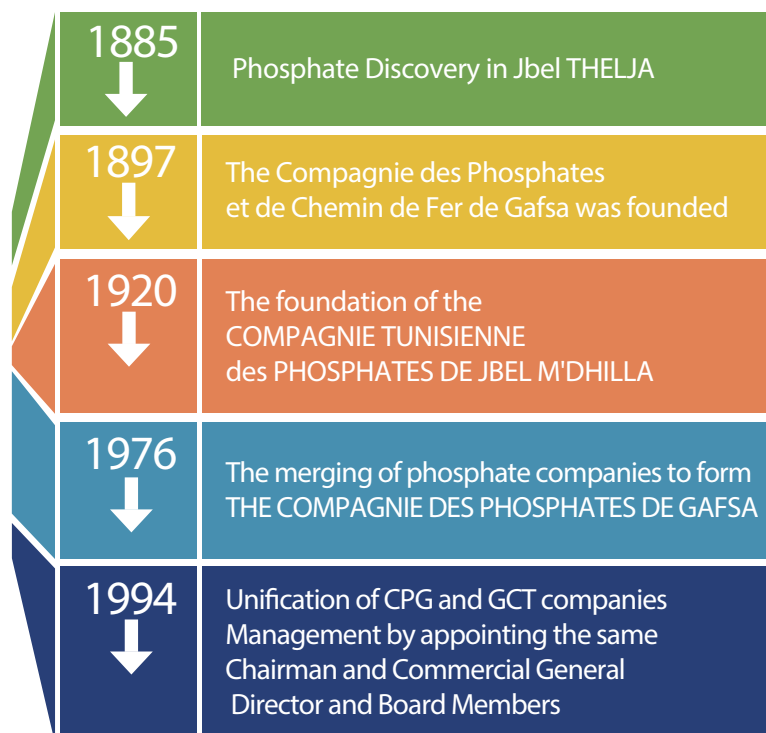 1885
Phosphate Discovery in Jbel THELJA
1897
The Compagnie des Phosphates
et de Chemin de Fer de Gafsa was founded
1920
The foundation of the
COMPAGNIE TUNISIENNE
des PHOSPHATES DE JBEL M'DHILLA
1976
The merging of phosphate companies to form
THE COMPAGNIE DES PHOSPHATES DE GAFSA
1994
Unification of CPG and GCT companies
Management by appointing the same
Chairman and Commercial General
Director and Board Members